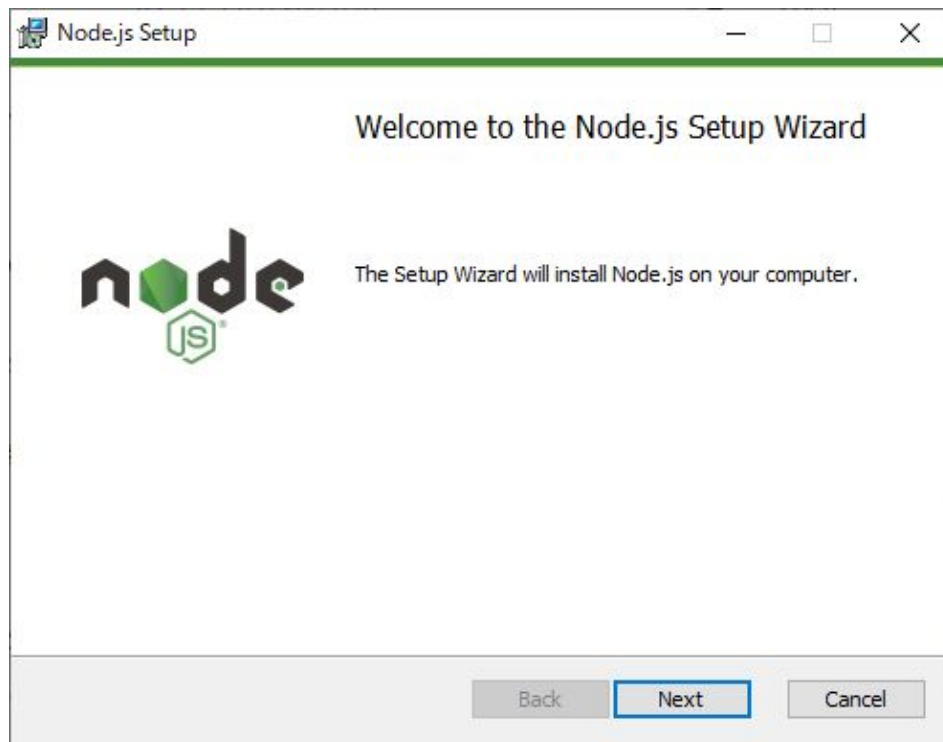 Node.js Setup
Welcome to the Node.js Setup Wizard
The Setup Wizard will install Node.js on your computer.
node
JS®
Back
Next
Cancel